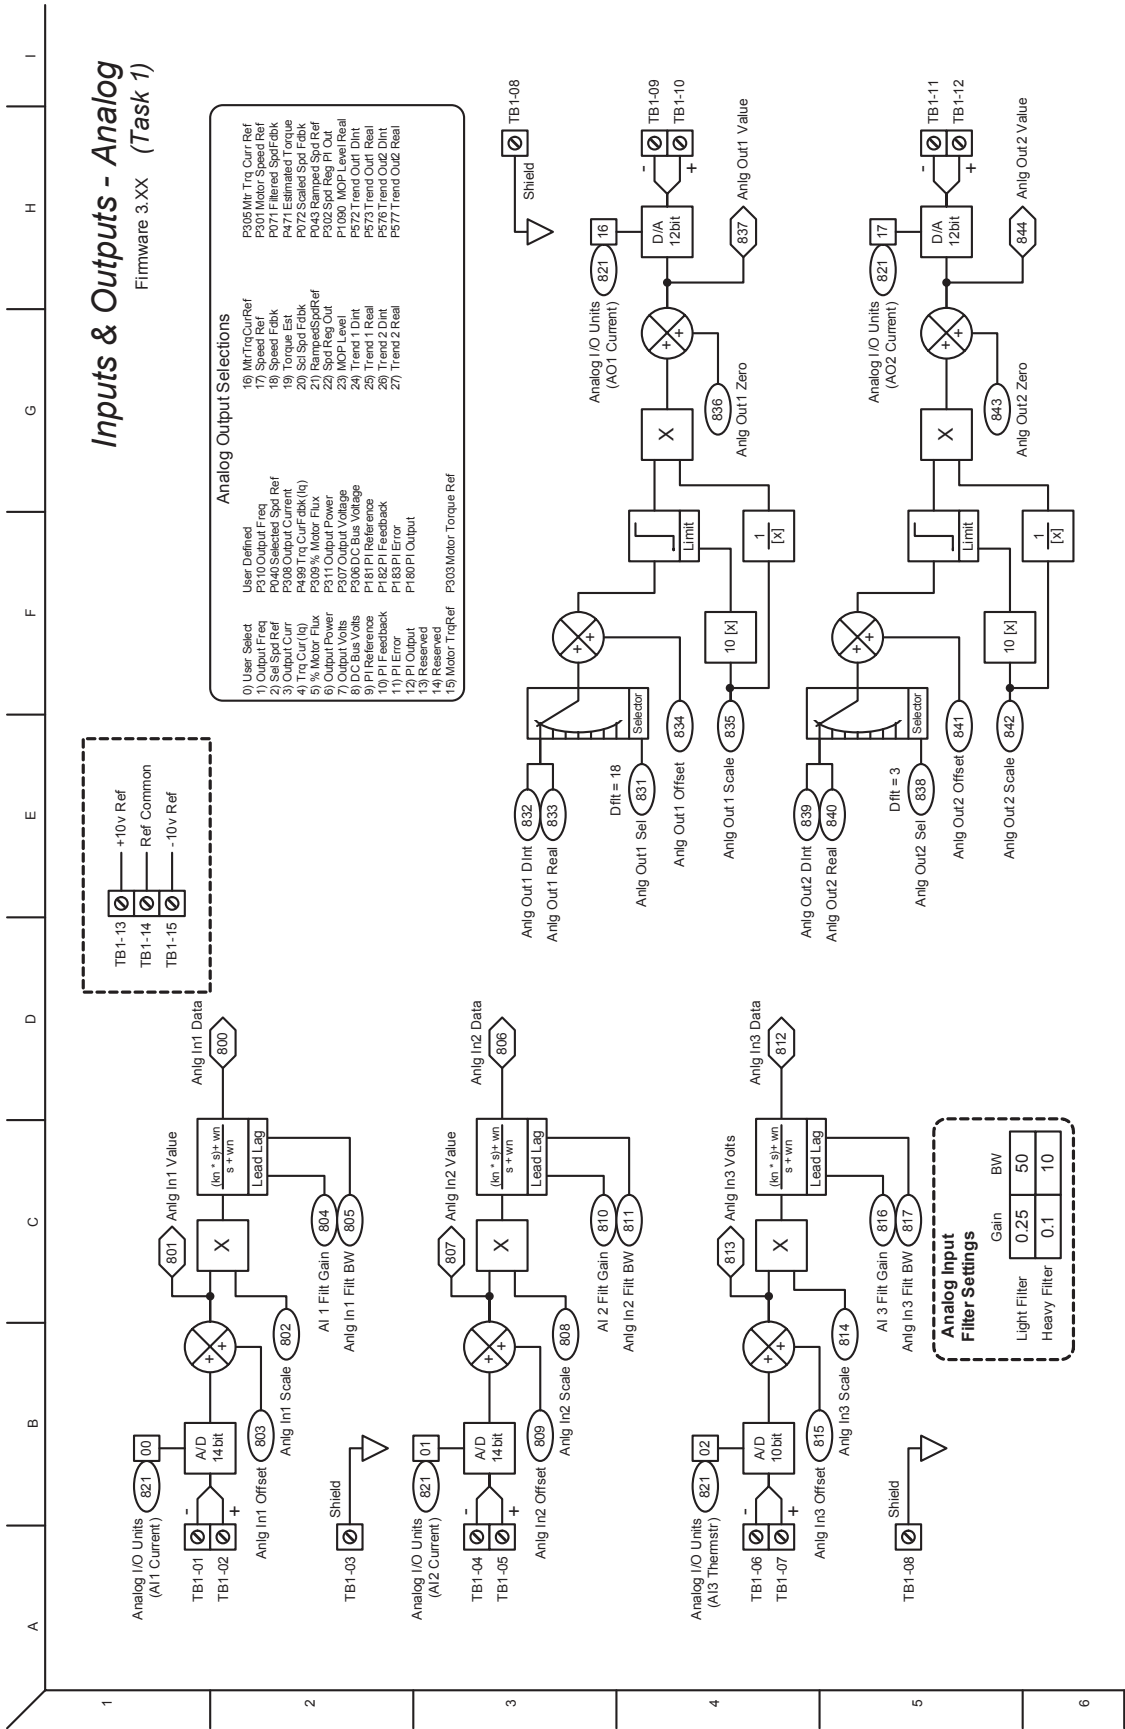 Inputs & Outputs - Analog
Firmware 3.XX (Task 1)
A
B
C
D
E
F
G
H
I
1
2
3
4
5
6
Analog I/O Units
(AI1 Current)
821
00
TB1-01
TB1-02
-
+
A/D
14bit
803
Anlg In1 Offset
802
Anlg In1 Scale
801
Anlg In1 Value
X
(kn * s)+ wn
s + wn
Lead Lag
804
AI 1 Filt Gain
805
Anlg In1 Filt BW
Anlg In1 Data
800
TB1-03
Shield
Analog I/O Units
(AI2 Current)
821
01
TB1-04
TB1-05
-
+
A/D
14bit
809
Anlg In2 Offset
808
Anlg In2 Scale
807
Anlg In2 Value
X
(kn * s)+ wn
s + wn
Lead Lag
810
AI 2 Filt Gain
811
Anlg In2 Filt BW
Anlg In2 Data
806
Analog I/O Units
(AI3 Thermstr)
821
02
TB1-06
TB1-07
-
+
A/D
10bit
815
Anlg In3 Offset
814
Anlg In3 Scale
813
Anlg In3 Volts
X
(kn * s)+ wn
s + wn
Lead Lag
816
AI 3 Filt Gain
817
Anlg In3 Filt BW
Anlg In3 Data
812
TB1-08
Shield
Analog Input
Filter Settings
Gain BW
Light Filter 0.25 50
Heavy Filter 0.1 10
TB1-13 +10v Ref
TB1-14 Ref Common
TB1-15 -10v Ref
Analog Output Selections
0) User Select User Defined
1) Output Freq P310 Output Freq
2) Sel Spd Ref P040 Selected Spd Ref
3) Output Curr P308 Output Current
4) Trq Cur(Iq) P499 Trq CurFdbk(Iq)
5) % Motor Flux P309 % Motor Flux
6) Output Power P311 Output Power
7) Output Volts P307 Output Voltage
8) DC Bus Volts P306 DC Bus Voltage
9) PI Reference P181 PI Reference
10) PI Feedback P182 PI Feedback
11) PI Error P183 PI Error
12) PI Output P180 PI Output
13) Reserved
14) Reserved
15) Motor TrqRef P303 Motor Torque Ref
16) MtrTrqCurRef P305 Mtr Trq Curr Ref
17) Speed Ref P301 Motor Speed Ref
18) Speed Fdbk P071 Filtered SpdFdbk
19) Torque Est P471 Estimated Torque
20) Scl Spd Fdbk P072 Scaled Spd Fdbk
21) RampedSpdRef P043 Ramped Spd Ref
22) Spd Reg Out P302 Spd Reg PI Out
23) MOP Level P1090 MOP Level Real
24) Trend 1 Dint P572 Trend Out1 DInt
25) Trend 1 Real P573 Trend Out1 Real
26) Trend 2 Dint P576 Trend Out2 DInt
27) Trend 2 Real P577 Trend Out2 Real
Shield
TB1-08
Anlg Out1 DInt
832
Anlg Out1 Real
833
Dflt = 18
Anlg Out1 Sel
831
Selector
Anlg Out1 Offset
834
Anlg Out1 Scale
835
+
+
10 [x]
Limit
1
[x]
X
836
Anlg Out1 Zero
+
+
Analog I/O Units
(AO1 Current)
821
16
D/A
12bit
-
+
TB1-09
TB1-10
837
Anlg Out1 Value
Anlg Out2 DInt
839
Anlg Out2 Real
840
Dflt = 3
Anlg Out2 Sel
838
Selector
Anlg Out2 Offset
841
Anlg Out2 Scale
842
+
+
10 [x]
Limit
1
[x]
X
843
Anlg Out2 Zero
+
+
Analog I/O Units
(AO2 Current)
821
17
D/A
12bit
-
+
TB1-11
TB1-12
844
Anlg Out2 Value